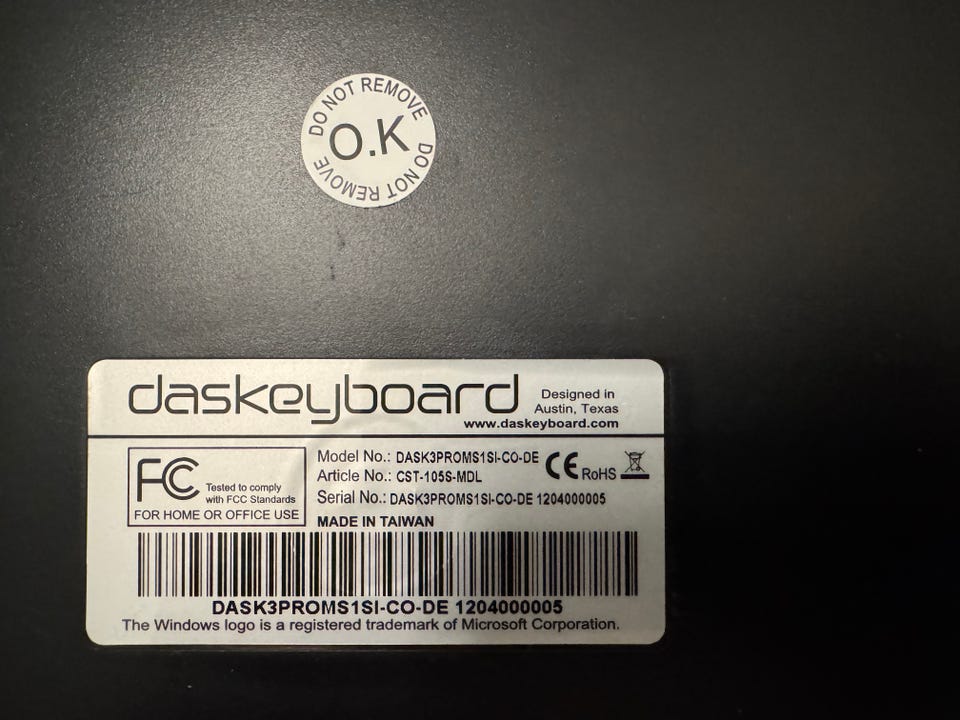 DO NOT REMOVE
O.K
DO NOT REMOVE
daskeyboard
Designed in
Austin, Texas
www.daskeyboard.com
FC
Tested to comply
with FCC Standards
FOR HOME OR OFFICE USE
Model No.: DASK3PROMS1SI-CO-DE
Article No.: CST-105S-MDL
Serial No.: DASK3PROMS1SI-CO-DE 1204000005
MADE IN TAIWAN
CE RoHS
DASK3PROMS1SI-CO-DE 1204000005
The Windows logo is a registered trademark of Microsoft Corporation.